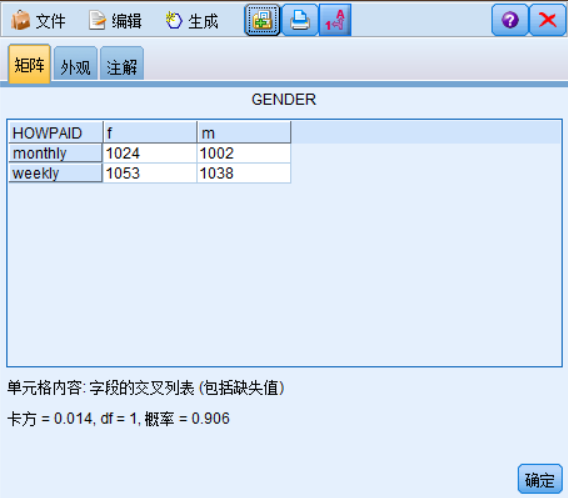 文件 编辑 生成
矩阵 外观 注解
GENDER
HOWPAID f m
monthly 1024 1002
weekly 1053 1038
单元格内容: 字段的交叉列表 (包括缺失值)
卡方 = 0.014, df = 1, 概率 = 0.906
确定